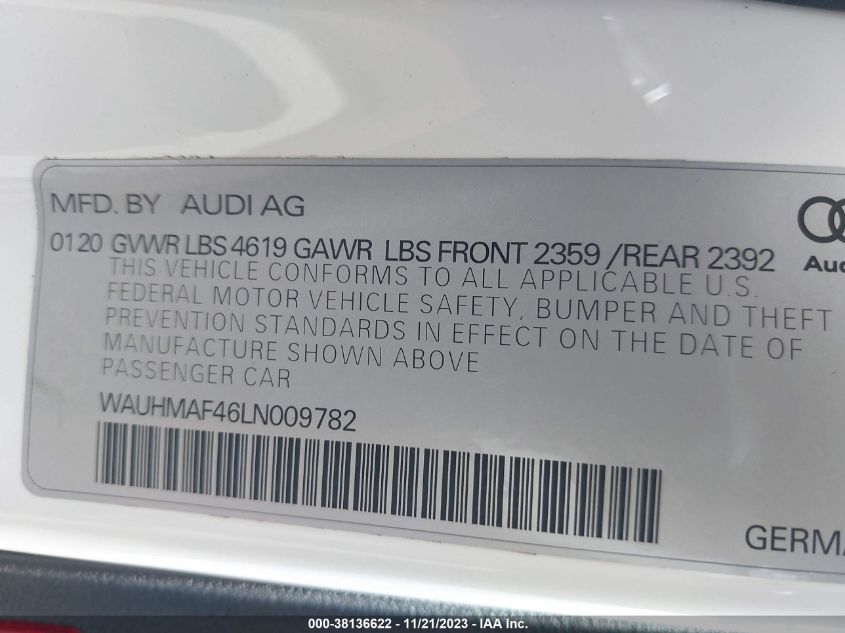 MFD. BY AUDI AG
0120 GVWR LBS 4619 GAWR LBS FRONT 2359 /REAR 2392
THIS VEHICLE CONFORMS TO ALL APPLICABLE U.S.
FEDERAL MOTOR VEHICLE SAFETY, BUMPER AND THEFT
PREVENTION STANDARDS IN EFFECT ON THE DATE OF
MANUFACTURE SHOWN ABOVE
PASSENGER CAR
WAUHMAF46LN009782
Aud
GERMA
000-38136622 - 11/21/2023 - IAA Inc.